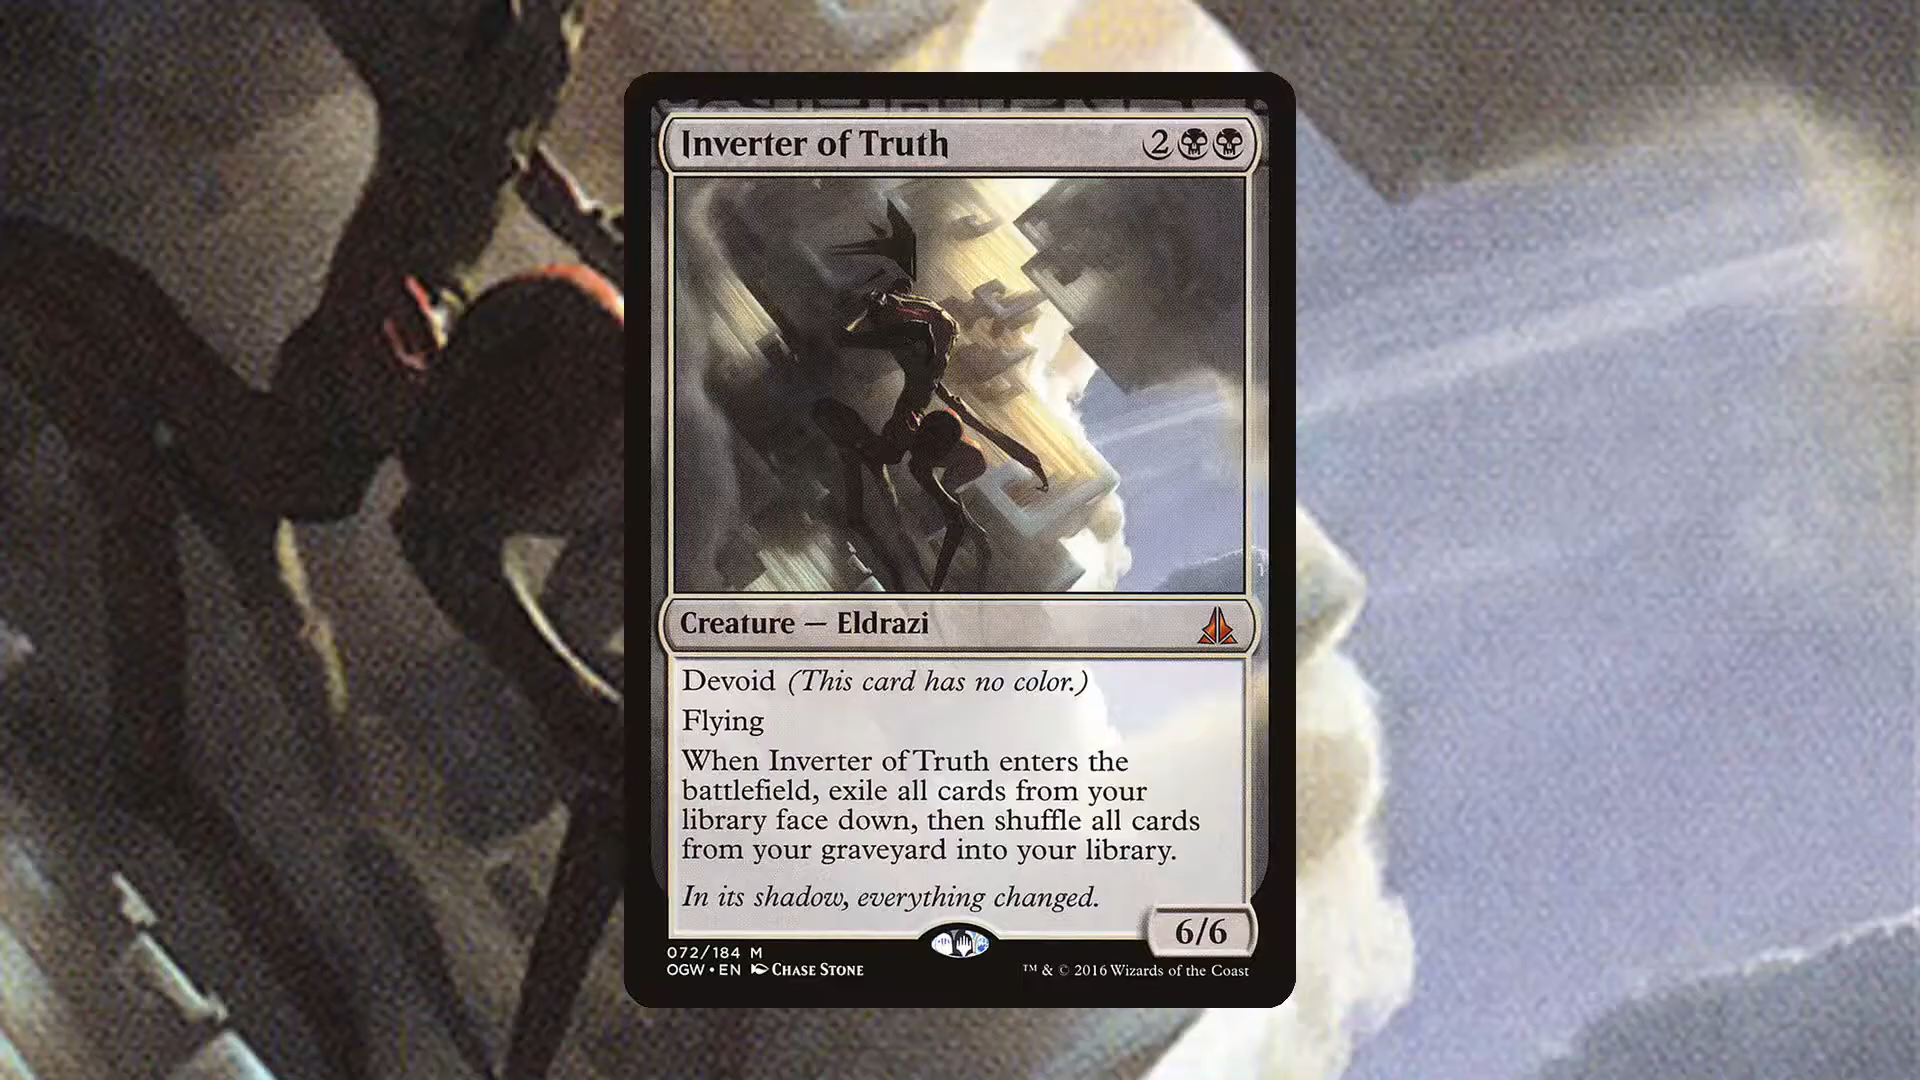 Inverter of Truth 2
Creature — Eldrazi
Devoid (This card has no color.)
Flying
When Inverter of Truth enters the
battlefield, exile all cards from your
library face down, then shuffle all cards
from your graveyard into your library.
In its shadow, everything changed.
6/6
072/184 M
OGW • EN Chase Stone
™ & © 2016 Wizards of the Coast